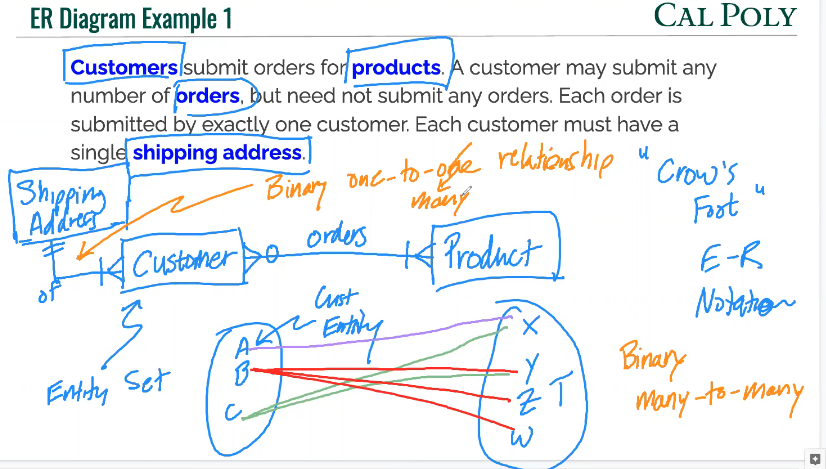 ER Diagram Example 1
CAL POLY
Customers submit orders for products. A customer may submit any
number of orders, but need not submit any orders. Each order is
submitted by exactly one customer. Each customer must have a
single shipping address.
Shipping
Address
Binary one-to-one relationship
many
"Crow's
Foot"
E-R
Notation
of
Customer
orders
Product
Cust
Entity
Entity Set
A
B
C
X
Y
Z
W
T
Binary
many-to-many